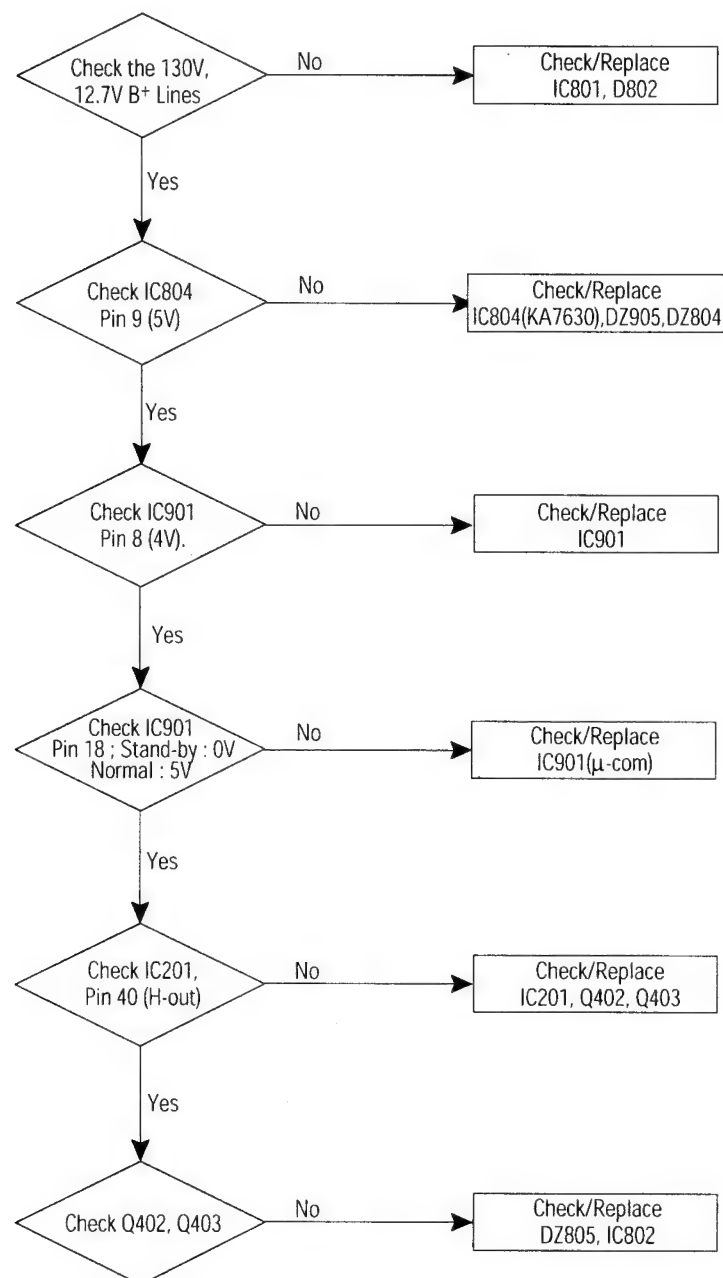 Check the 130V,
12.7V B+ Lines
No
Check/Replace
IC801, D802
Yes
Check IC804
Pin 9 (5V)
No
Check/Replace
IC804(KA7630),DZ905,DZ804
Yes
Check IC901
Pin 8 (4V).
No
Check/Replace
IC901
Yes
Check IC901
Pin 18 ; Stand-by : 0V
Normal : 5V
No
Check/Replace
IC901(μ-com)
Yes
Check IC201,
Pin 40 (H-out)
No
Check/Replace
IC201, Q402, Q403
Yes
Check Q402, Q403
No
Check/Replace
DZ805, IC802